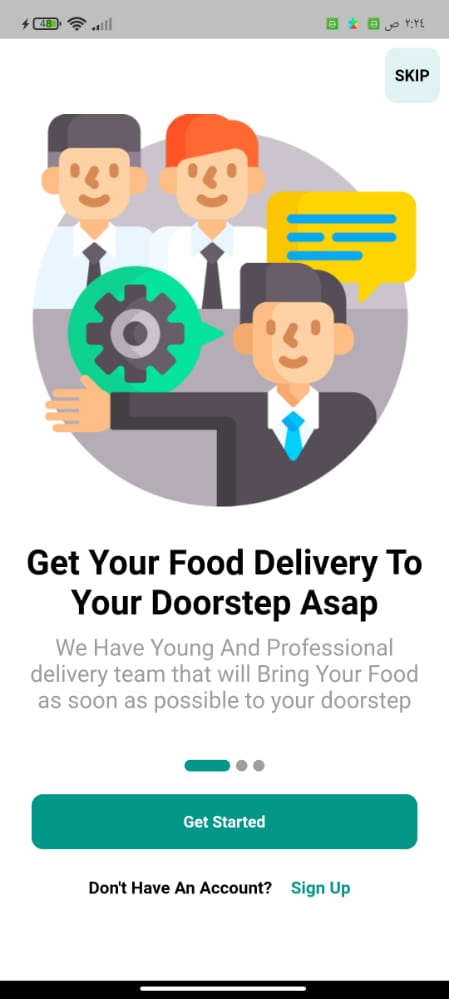 48 ٢:٢٤ ص
SKIP
Get Your Food Delivery To
Your Doorstep Asap
We Have Young And Professional
delivery team that will Bring Your Food
as soon as possible to your doorstep
Get Started
Don't Have An Account? Sign Up